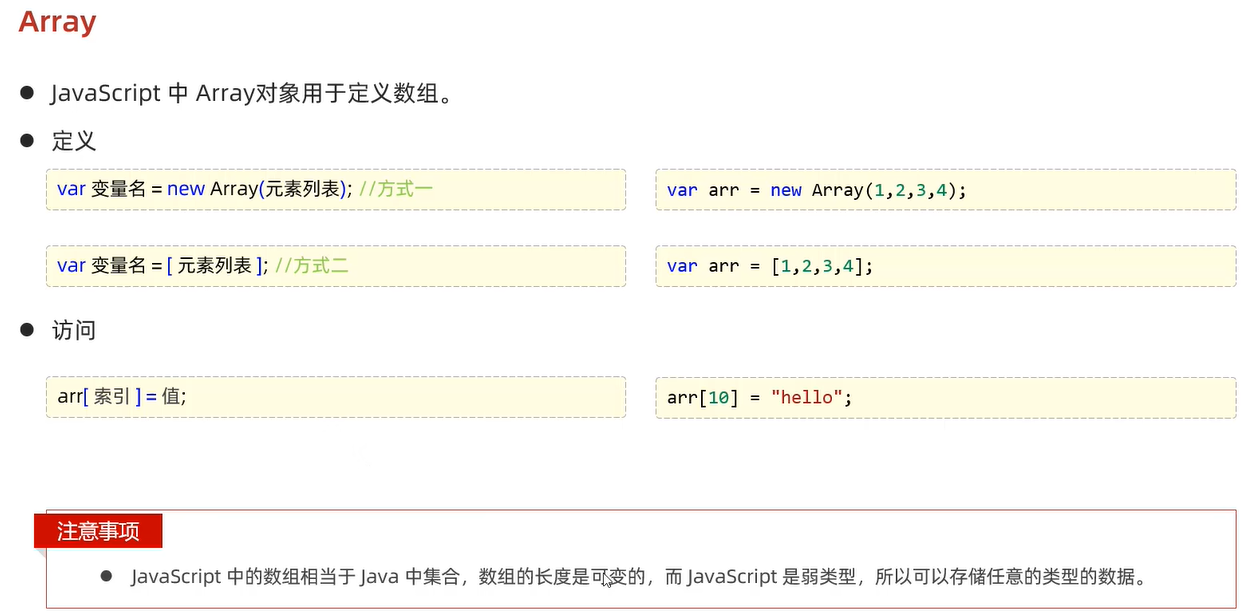 Array
● JavaScript 中 Array对象用于定义数组。
● 定义
var 变量名 = new Array(元素列表); //方式一
var arr = new Array(1,2,3,4);
var 变量名 = [ 元素列表 ]; //方式二
var arr = [1,2,3,4];
● 访问
arr[ 索引 ] = 值;
arr[10] = "hello";
注意事项
● JavaScript 中的数组相当于 Java 中集合，数组的长度是可变的，而 JavaScript 是弱类型，所以可以存储任意的类型的数据。